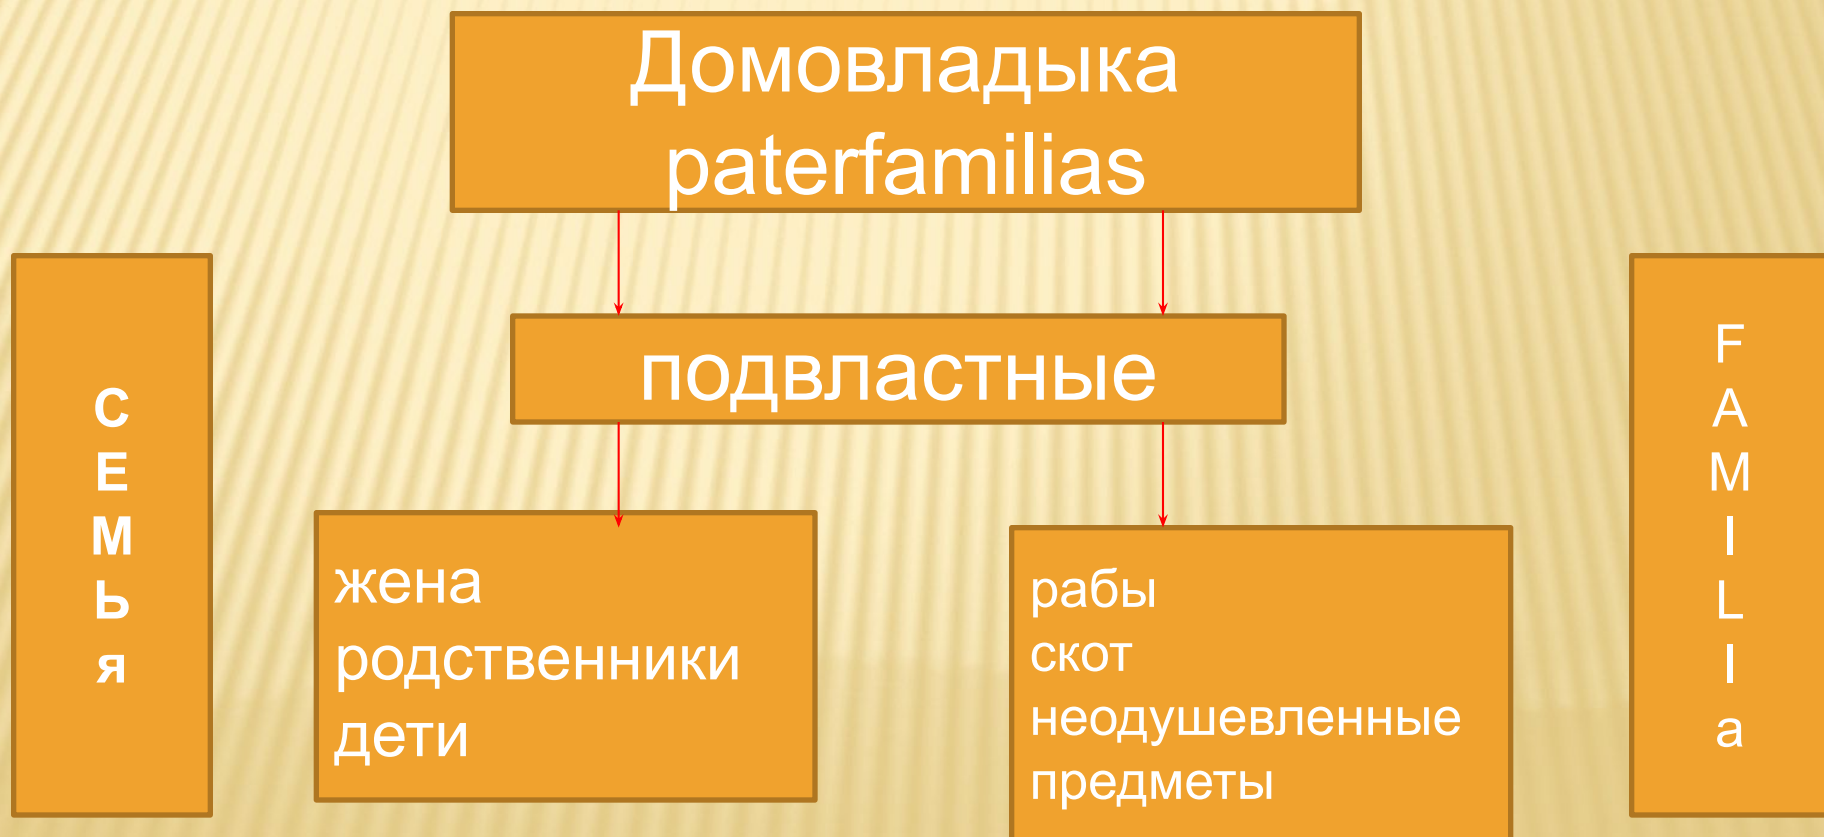 Домовладыка
paterfamilias
С
Е
М
Ь
я
подвластные
F
A
M
I
L
I
a
жена
родственники
дети
рабы
скот
неодушевленные
предметы